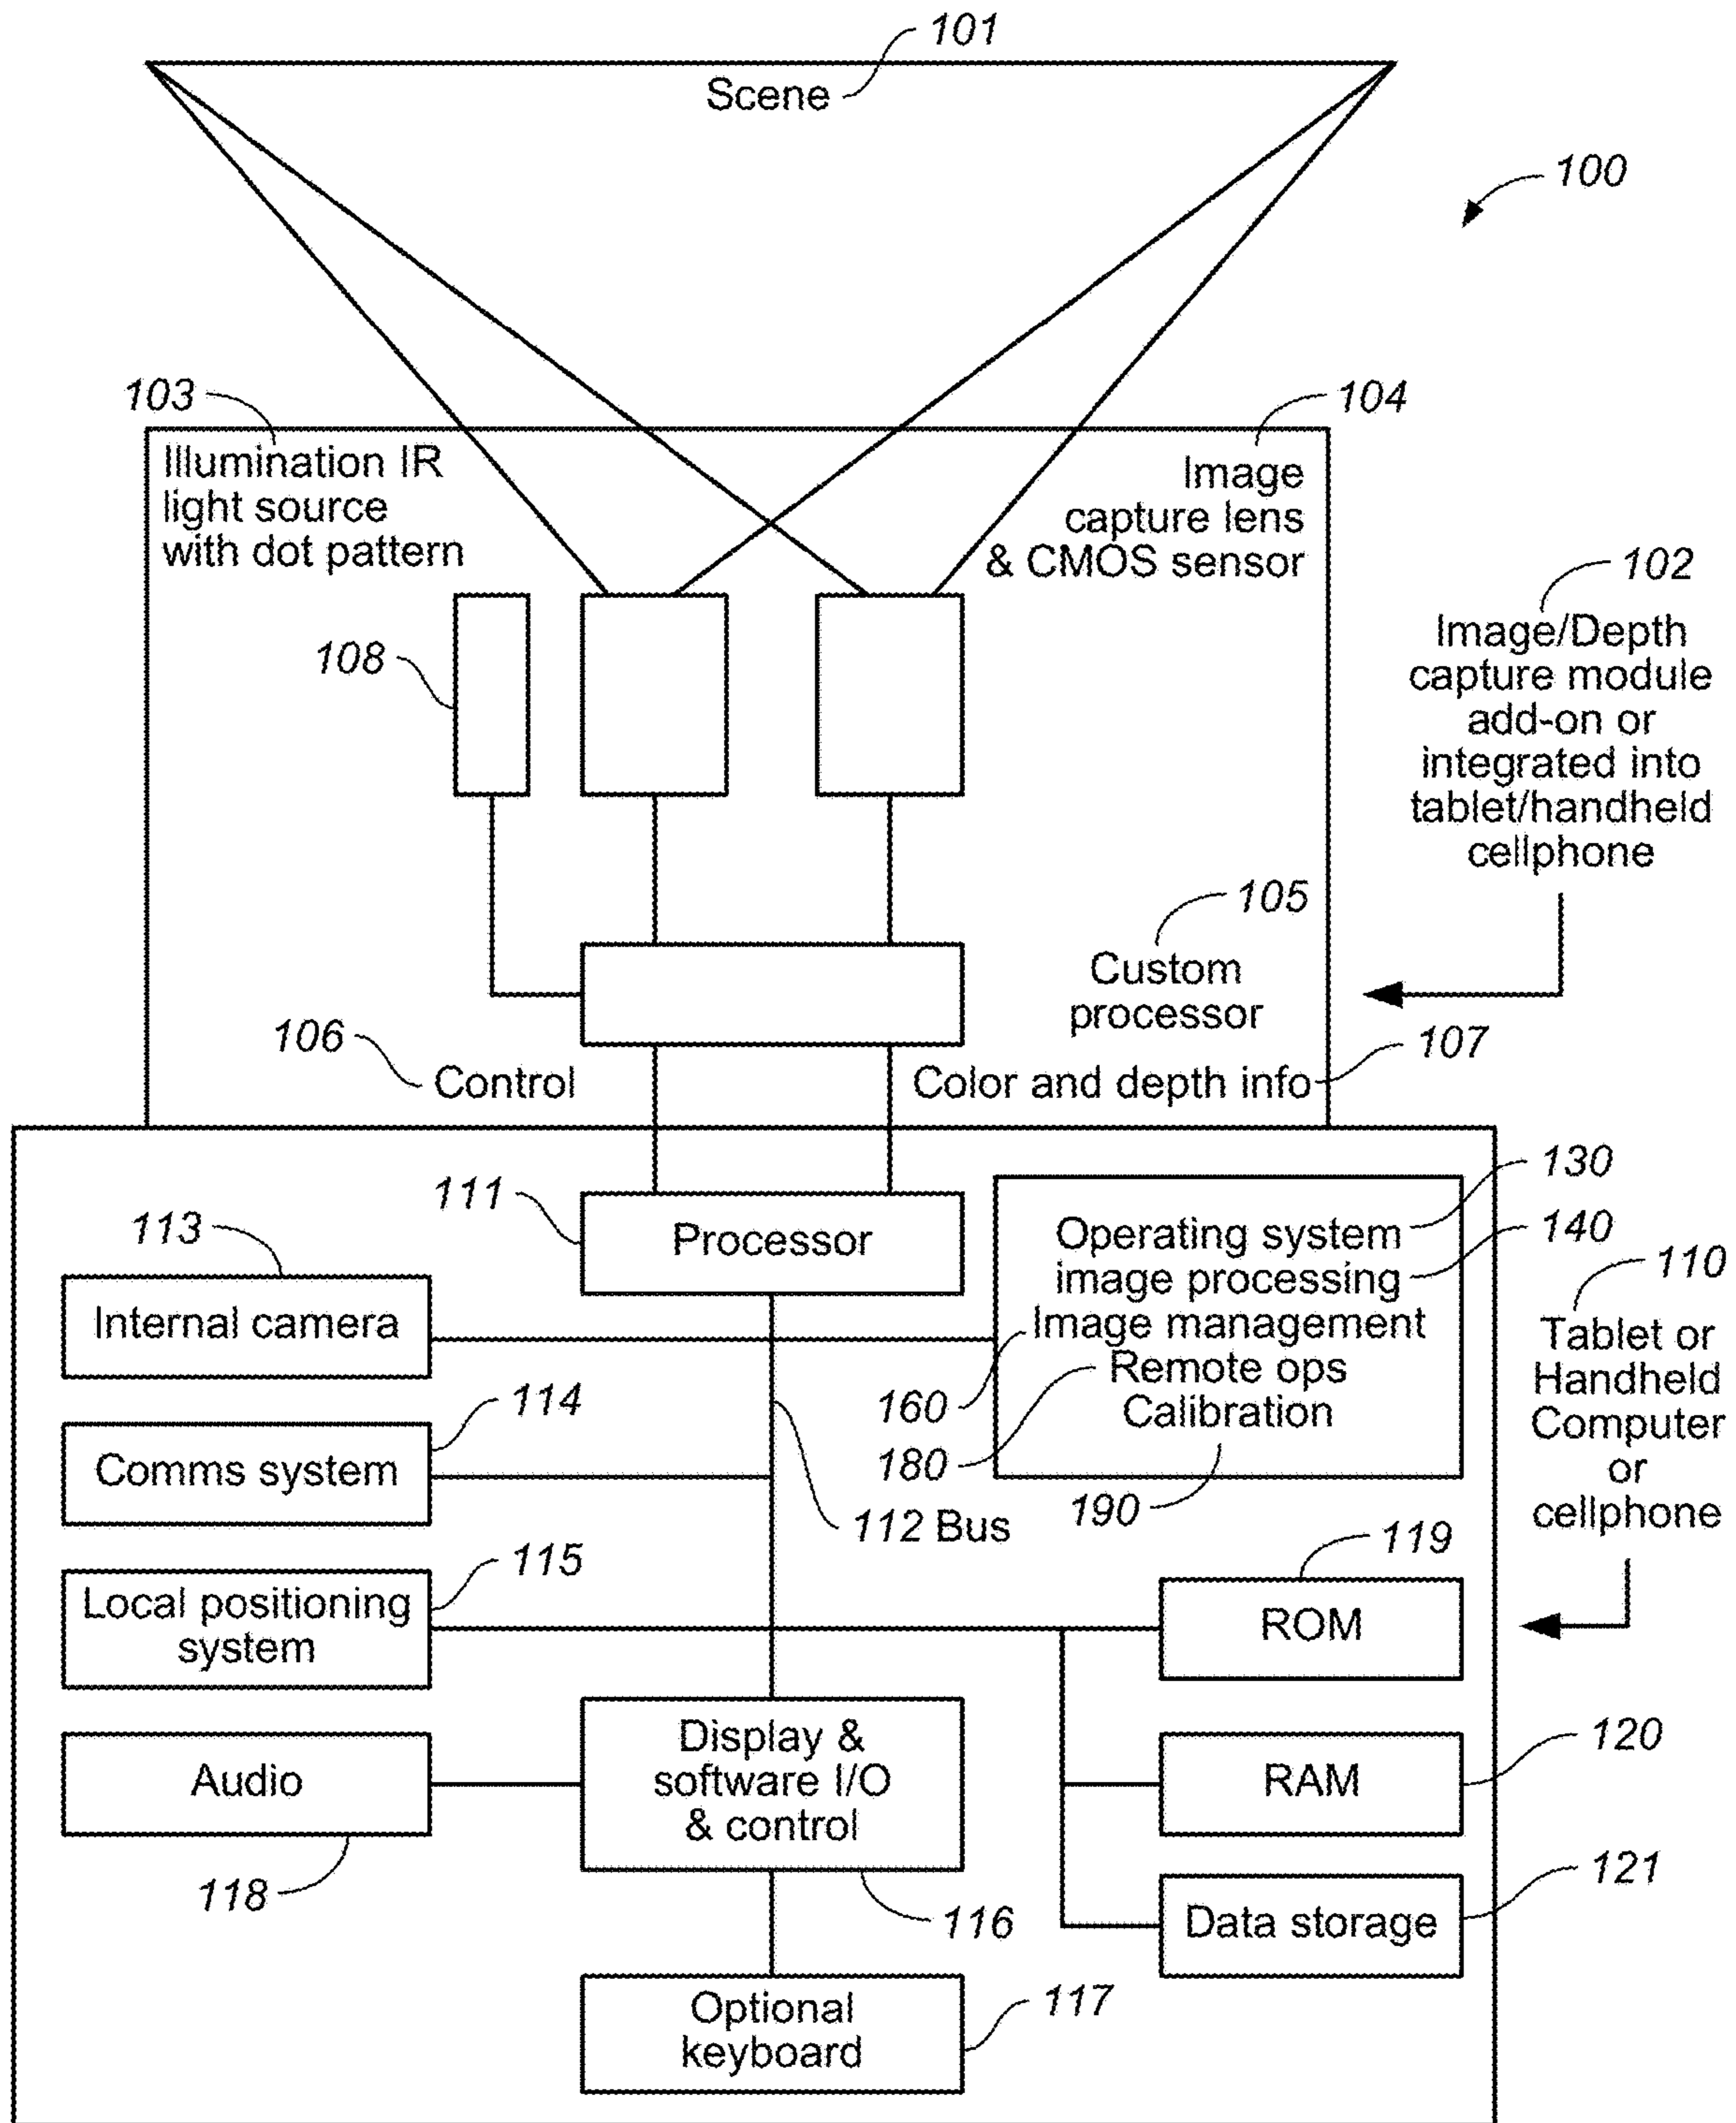 101
Scene
100
103
104
Illumination IR
light source
with dot pattern
Image
capture lens
& CMOS sensor
102
Image/Depth
capture module
add-on or
integrated into
tablet/handheld
cellphone
108
105
Custom
processor
106
Control
107
Color and depth info
111
Processor
130
Operating system
140
image processing
Image management
160
Remote ops
180
Calibration
190
110
Tablet or
Handheld
Computer
or
cellphone
113
Internal camera
114
Comms system
112 Bus
115
Local positioning
system
119
ROM
Display &
software I/O
& control
116
Audio
118
120
RAM
121
Data storage
Optional
keyboard
117